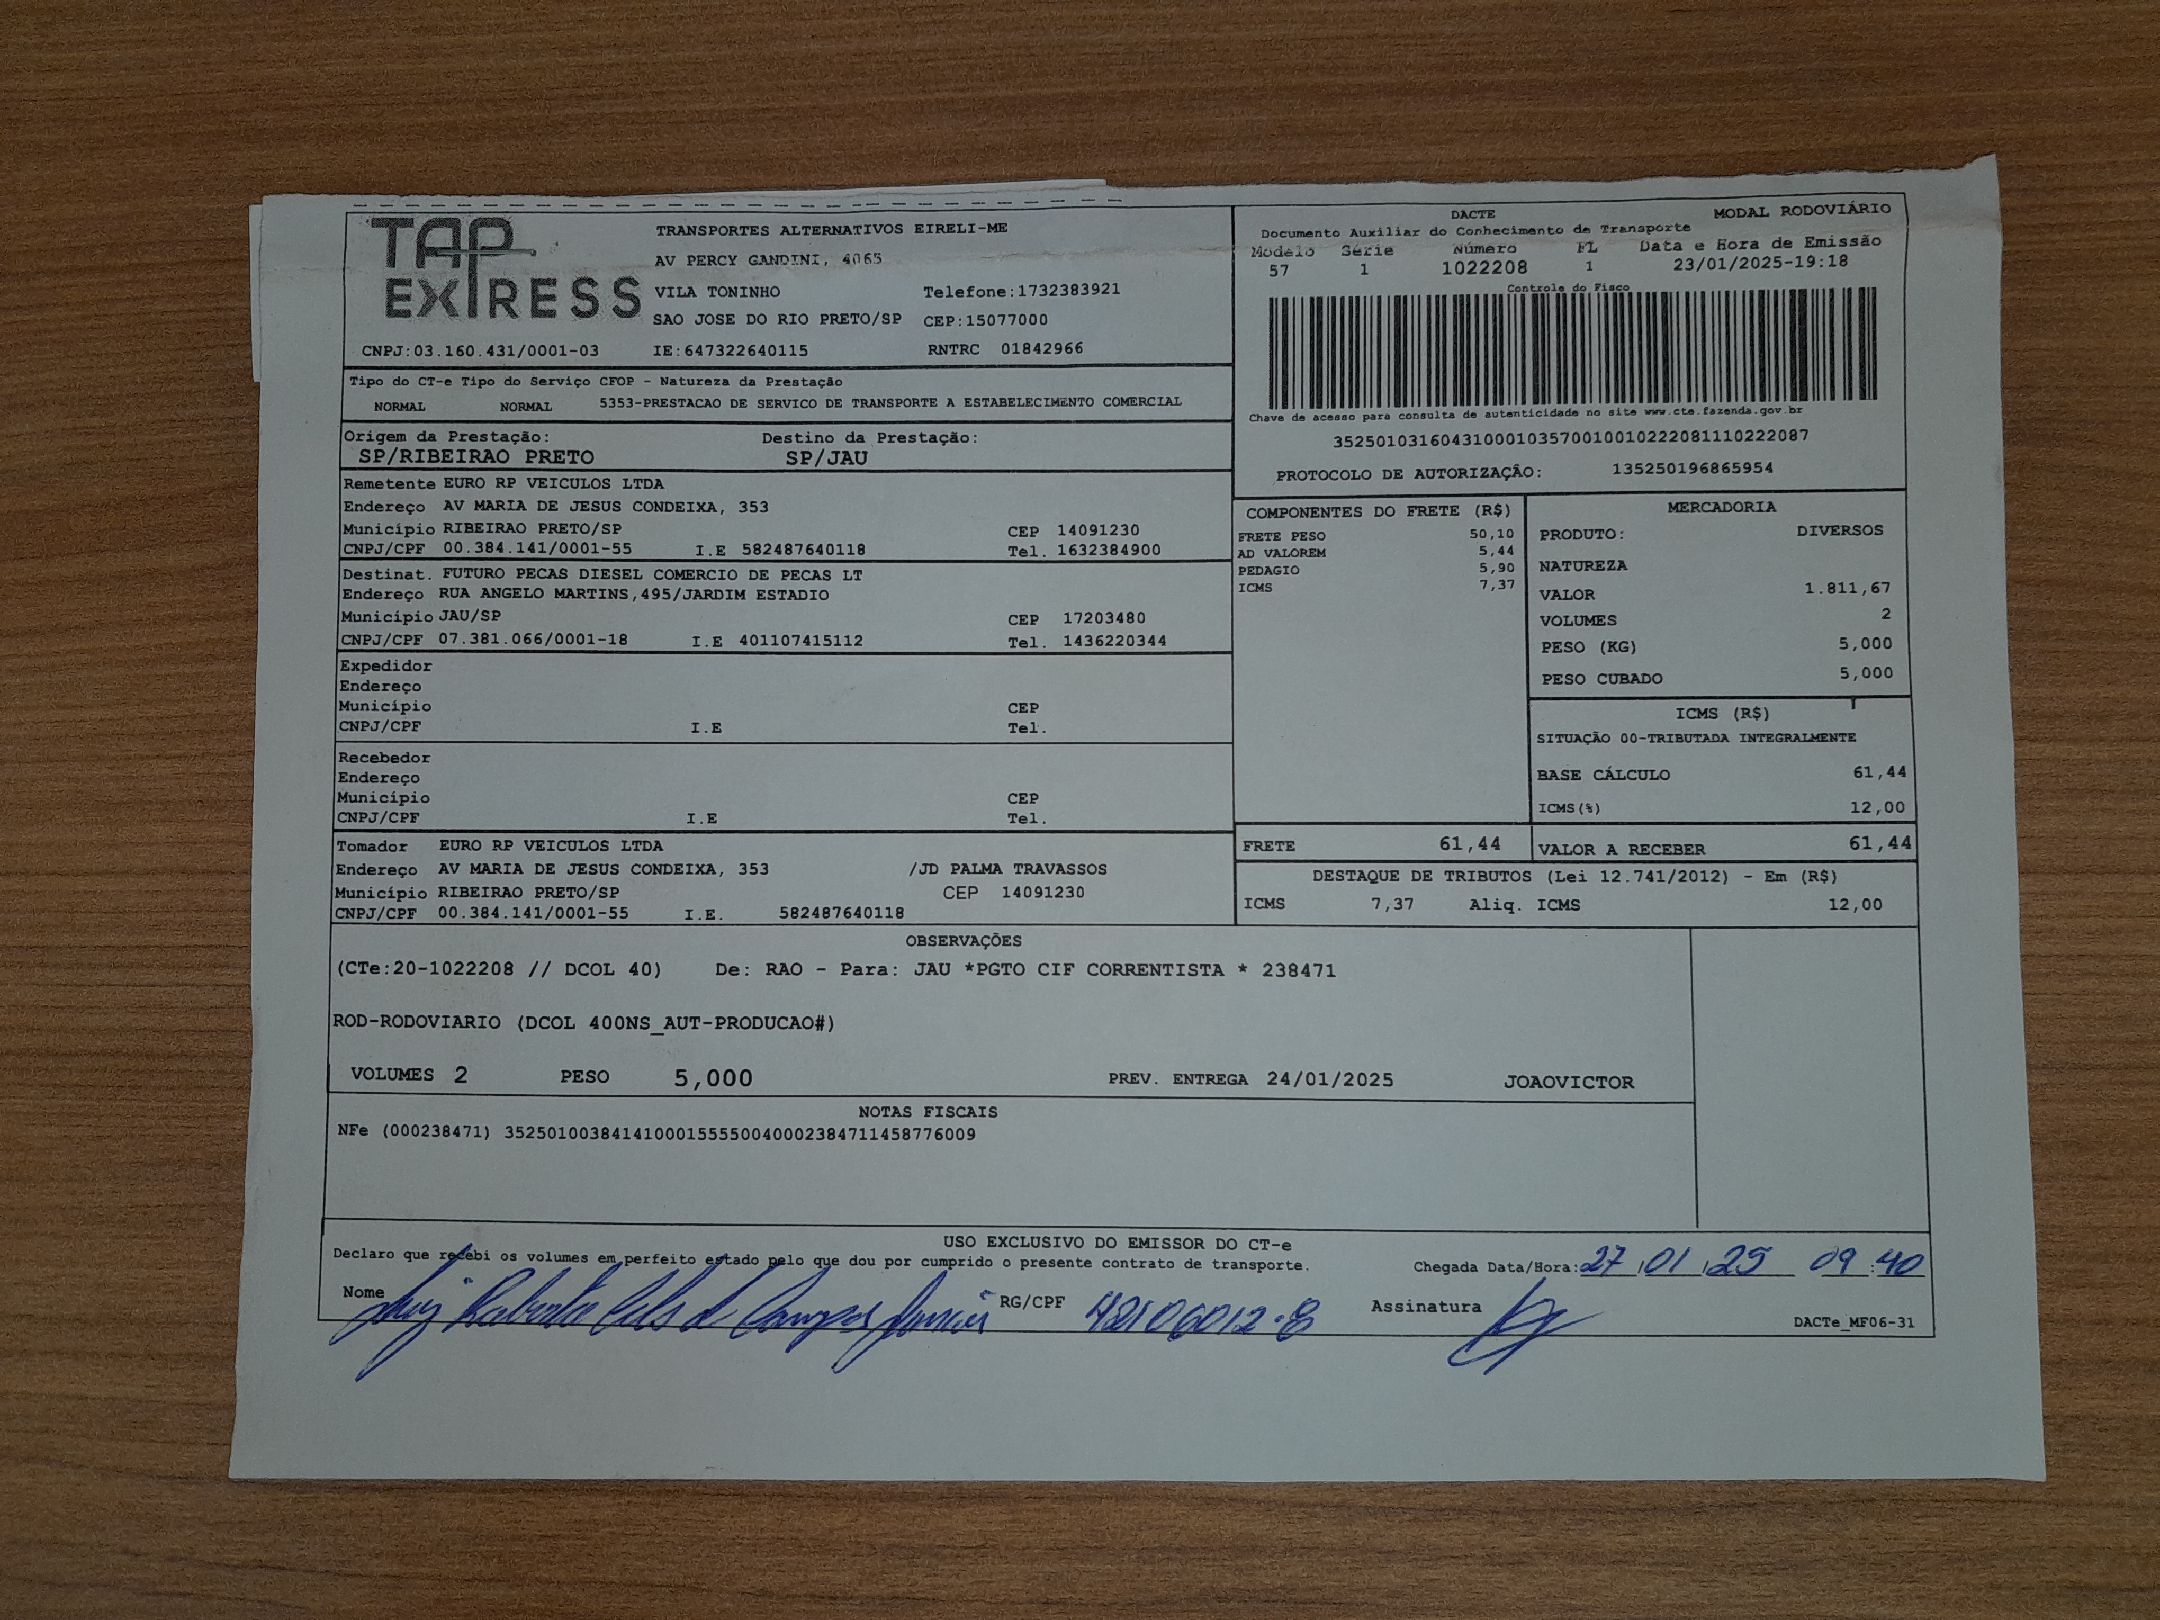 TAP EXPRESS
TRANSPORTES ALTERNATIVOS EIRELI-ME
AV PERCY GANDINI, 4065
VILA TONINHO Telefone:1732383921
SAO JOSE DO RIO PRETO/SP CEP:15077000
CNPJ:03.160.431/0001-03 IE:647322640115 RNTRC 01842966
DACTE MODAL RODOVIÁRIO
Documento Auxiliar do Conhecimento de Transporte
Modelo Série Número FL Data e Hora de Emissão
57 1 1022208 1 23/01/2025-19:18
Controle do Fisco
Chave de acesso para consulta de autenticidade no site www.cte.fazenda.gov.br
35250103160431000103570010010222081110222087
PROTOCOLO DE AUTORIZAÇÃO: 135250196865954
Tipo do CT-e Tipo do Serviço CFOP - Natureza da Prestação
NORMAL NORMAL 5353-PRESTACAO DE SERVICO DE TRANSPORTE A ESTABELECIMENTO COMERCIAL
Origem da Prestação: Destino da Prestação:
SP/RIBEIRAO PRETO SP/JAU
Remetente EURO RP VEICULOS LTDA
Endereço AV MARIA DE JESUS CONDEIXA, 353
Município RIBEIRAO PRETO/SP CEP 14091230
CNPJ/CPF 00.384.141/0001-55 I.E 582487640118 Tel. 1632384900
Destinat. FUTURO PECAS DIESEL COMERCIO DE PECAS LT
Endereço RUA ANGELO MARTINS,495/JARDIM ESTADIO
Município JAU/SP CEP 17203480
CNPJ/CPF 07.381.066/0001-18 I.E 401107415112 Tel. 1436220344
Expedidor
Endereço
Município CEP
CNPJ/CPF I.E Tel.
Recebedor
Endereço
Município CEP
CNPJ/CPF I.E Tel.
Tomador EURO RP VEICULOS LTDA
Endereço AV MARIA DE JESUS CONDEIXA, 353 /JD PALMA TRAVASSOS
Município RIBEIRAO PRETO/SP CEP 14091230
CNPJ/CPF 00.384.141/0001-55 I.E. 582487640118
COMPONENTES DO FRETE (R$)
FRETE PESO 50,10
AD VALOREM 5,44
PEDAGIO 5,90
ICMS 7,37
MERCADORIA
PRODUTO: DIVERSOS
NATUREZA
VALOR 1.811,67
VOLUMES 2
PESO (KG) 5,000
PESO CUBADO 5,000
ICMS (R$)
SITUAÇÃO 00-TRIBUTADA INTEGRALMENTE
BASE CÁLCULO 61,44
ICMS(%) 12,00
FRETE 61,44 VALOR A RECEBER 61,44
DESTAQUE DE TRIBUTOS (Lei 12.741/2012) - Em (R$)
ICMS 7,37 Aliq. ICMS 12,00
OBSERVAÇÕES
(CTe:20-1022208 // DCOL 40) De: RAO - Para: JAU *PGTO CIF CORRENTISTA * 238471
ROD-RODOVIARIO (DCOL 400NS_AUT-PRODUCAO#)
VOLUMES 2 PESO 5,000 PREV. ENTREGA 24/01/2025 JOAOVICTOR
NOTAS FISCAIS
NFe (000238471) 35250100384141000155550040002384711458776009
USO EXCLUSIVO DO EMISSOR DO CT-e
Declaro que recebi os volumes em perfeito estado pelo que dou por cumprido o presente contrato de transporte. Chegada Data/Hora: 27/01/25 09:40
Nome Luiz RG/CPF 42106012-8 Assinatura
DACTe_MF06-31